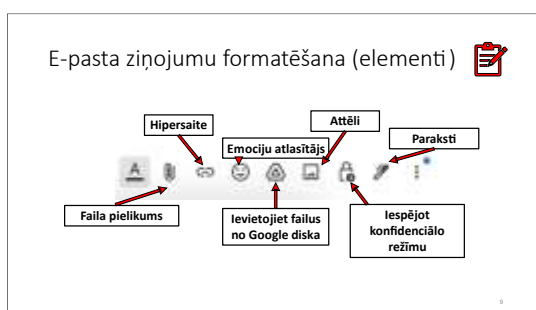 E-pasta ziņojumu formatēšana (elementi)
Hipersaite
Attēli
Emociju atlasītājs
Paraksti
A
Faila pielikums
Ievietojiet failus
no Google diska
Iespējot
konfidenciālo
režīmu
9